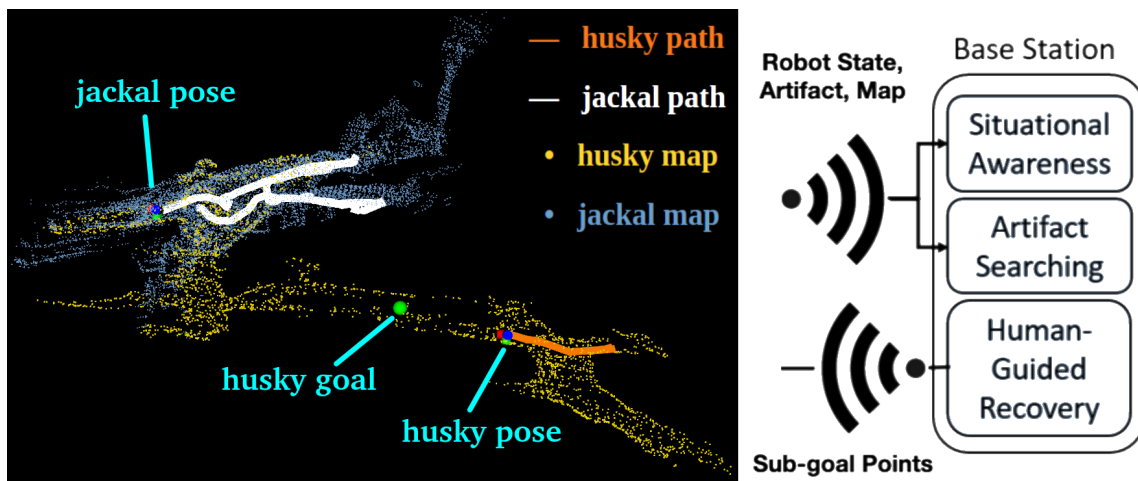 husky path
jackal path
husky map
jackal map
jackal pose
husky goal
husky pose
Robot State,
Artifact, Map
Sub-goal Points
Base Station
Situational
Awareness
Artifact
Searching
Human-
Guided
Recovery